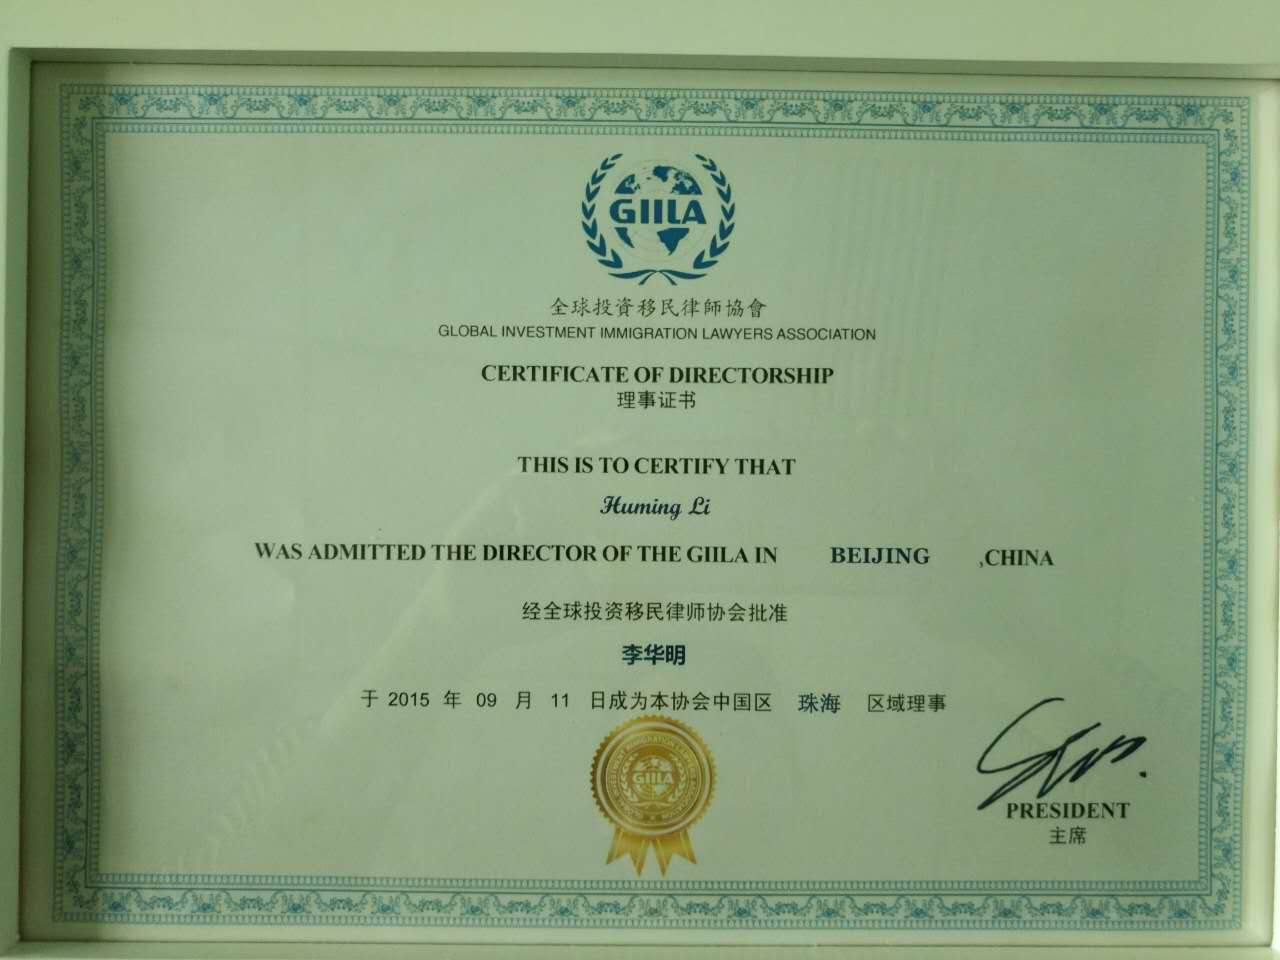 GIILA
全球投資移民律師協會
GLOBAL INVESTMENT IMMIGRATION LAWYERS ASSOCIATION
CERTIFICATE OF DIRECTORSHIP
理事证书
THIS IS TO CERTIFY THAT
Huming Li
WAS ADMITTED THE DIRECTOR OF THE GIILA IN BEIJING ,CHINA
经全球投资移民律师协会批准
李华明
于 2015 年 09 月 11 日成为本协会中国区 珠海 区域理事
GIILA
PRESIDENT
主席